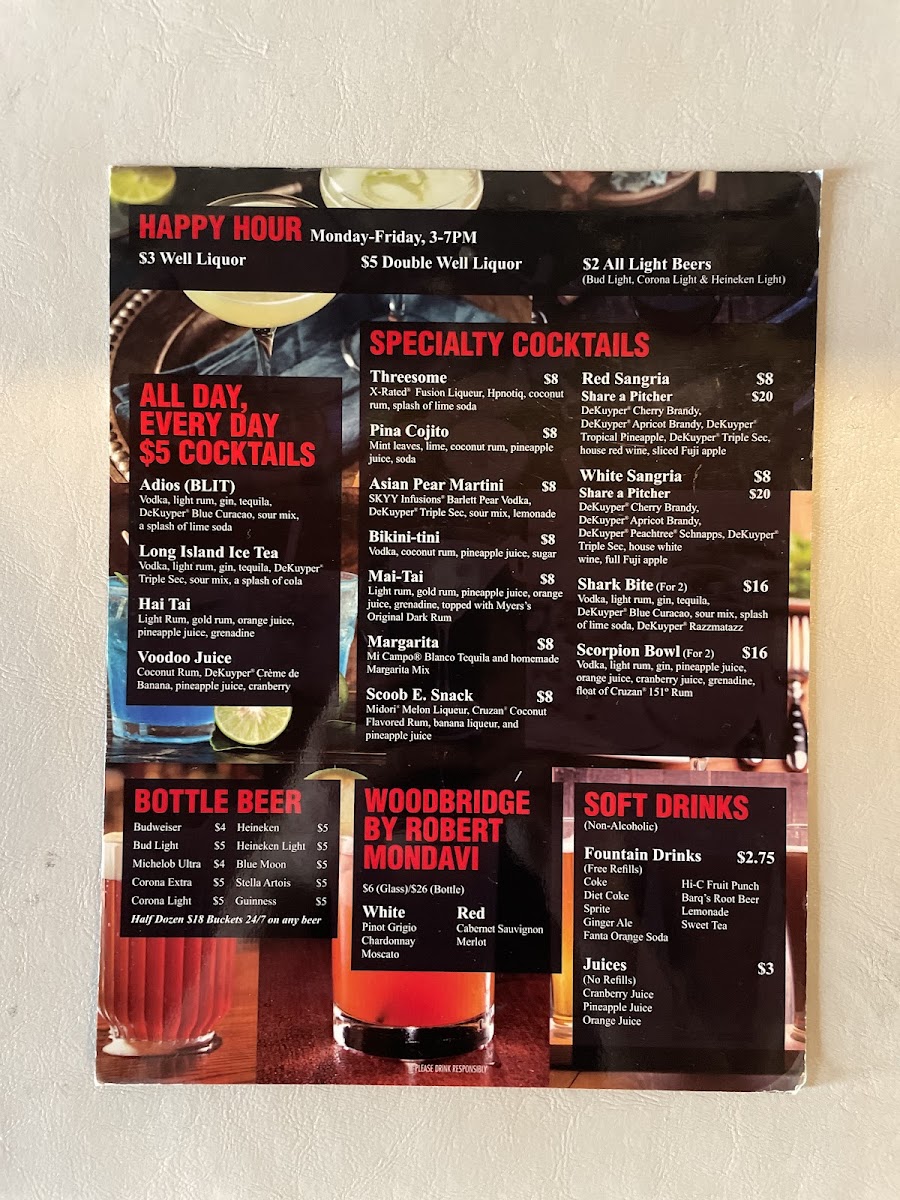 HAPPY HOUR Monday-Friday, 3-7PM
$3 Well Liquor
$5 Double Well Liquor
$2 All Light Beers
(Bud Light, Corona Light & Heineken Light)
ALL DAY,
EVERY DAY
$5 COCKTAILS
Adios (BLIT)
Vodka, light rum, gin, tequila,
DeKuyper® Blue Curacao, sour mix,
a splash of lime soda
Long Island Ice Tea
Vodka, light rum, gin, tequila, DeKuyper®
Triple Sec, sour mix, a splash of cola
Hai Tai
Light Rum, gold rum, orange juice,
pineapple juice, grenadine
Voodoo Juice
Coconut Rum, DeKuyper® Crème de
Banana, pineapple juice, cranberry
SPECIALTY COCKTAILS
Threesome $8
X-Rated® Fusion Liqueur, Hpnotiq, coconut
rum, splash of lime soda
Pina Cojito $8
Mint leaves, lime, coconut rum, pineapple
juice, soda
Asian Pear Martini $8
SKYY Infusions® Barlett Pear Vodka,
DeKuyper® Triple Sec, sour mix, lemonade
Bikini-tini $8
Vodka, coconut rum, pineapple juice, sugar
Mai-Tai $8
Light rum, gold rum, pineapple juice, orange
juice, grenadine, topped with Myers's
Original Dark Rum
Margarita $8
Mi Campo® Blanco Tequila and homemade
Margarita Mix
Scoob E. Snack $8
Midori® Melon Liqueur, Cruzan® Coconut
Flavored Rum, banana liqueur, and
pineapple juice
Red Sangria $8
Share a Pitcher $20
DeKuyper® Cherry Brandy,
DeKuyper® Apricot Brandy, DeKuyper®
Tropical Pineapple, DeKuyper® Triple Sec,
house red wine, sliced Fuji apple
White Sangria $8
Share a Pitcher $20
DeKuyper® Cherry Brandy,
DeKuyper® Apricot Brandy,
DeKuyper® Peachtree® Schnapps, DeKuyper®
Triple Sec, house white
wine, full Fuji apple
Shark Bite (For 2) $16
Vodka, light rum, gin, tequila,
DeKuyper® Blue Curacao, sour mix, splash
of lime soda, DeKuyper® Razzmatazz
Scorpion Bowl (For 2) $16
Vodka, light rum, gin, pineapple juice,
orange juice, cranberry juice, grenadine,
float of Cruzan® 151º Rum
BOTTLE BEER
Budweiser $4 Heineken $5
Bud Light $5 Heineken Light $5
Michelob Ultra $4 Blue Moon $5
Corona Extra $5 Stella Artois $5
Corona Light $5 Guinness $5
Half Dozen $18 Buckets 24/7 on any beer
WOODBRIDGE
BY ROBERT
MONDAVI
$6 (Glass)/$26 (Bottle)
White
Pinot Grigio
Chardonnay
Moscato
Red
Cabernet Sauvignon
Merlot
SOFT DRINKS
(Non-Alcoholic)
Fountain Drinks $2.75
(Free Refills)
Coke
Diet Coke
Sprite
Ginger Ale
Fanta Orange Soda
Hi-C Fruit Punch
Barq's Root Beer
Lemonade
Sweet Tea
Juices $3
(No Refills)
Cranberry Juice
Pineapple Juice
Orange Juice
PLEASE DRINK RESPONSIBLY